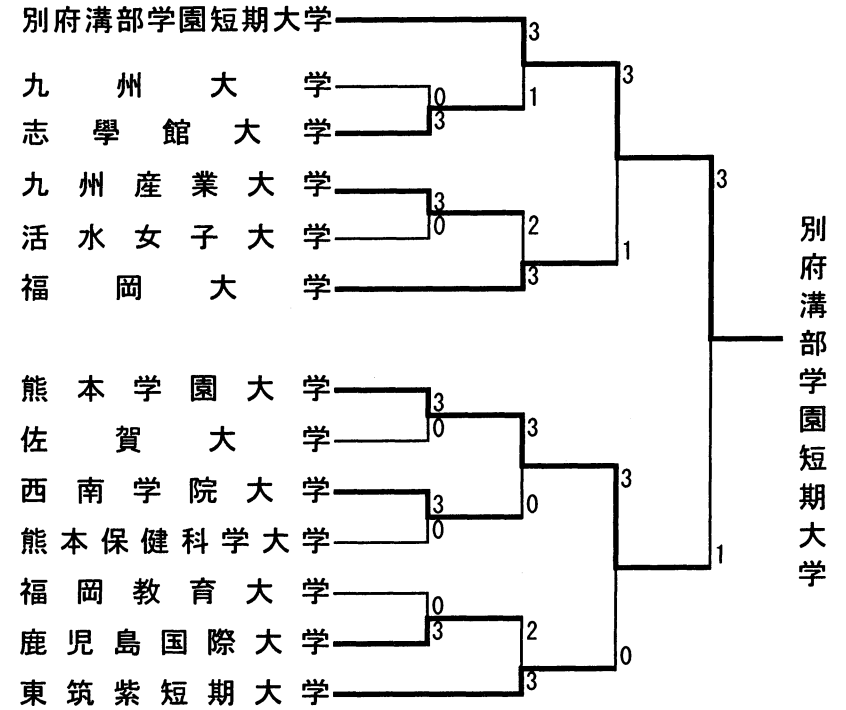 別府溝部学園短期大学
九州大学
志學館大学
九州産業大学
活水女子大学
福岡大学
熊本学園大学
佐賀大学
西南学院大学
熊本保健科学大学
福岡教育大学
鹿児島国際大学
東筑紫短期大学
0
3
3
0
3
0
3
0
0
3
3
1
2
3
3
0
2
3
3
1
3
0
3
1
別府溝部学園短期大学